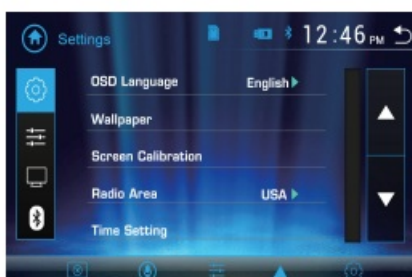 Settings 12:46 PM
OSD Language English
Wallpaper
Screen Calibration
Radio Area USA
Time Setting